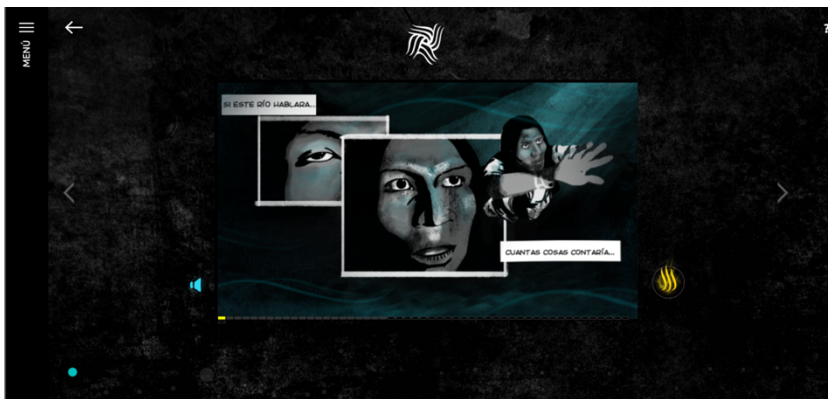 MENÚ
?
SI ESTE RÍO HABLARA...
CUANTAS COSAS CONTARÍA...